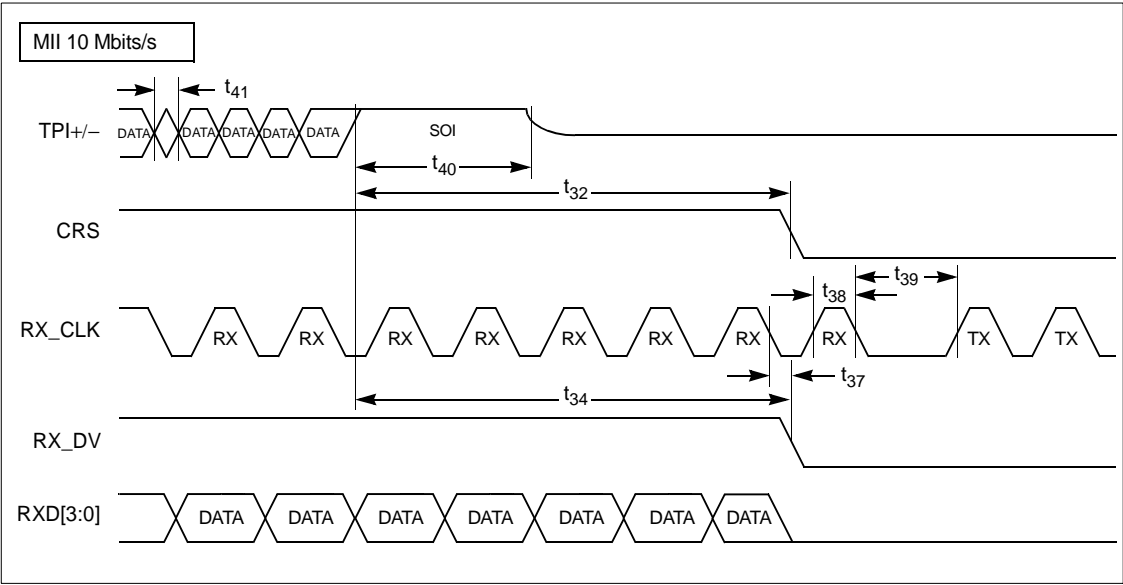 MII 10 Mbits/s
t41
TPI+/− DATA DATA DATA DATA DATA SOI
t40
t32
CRS
t39
t38
RX_CLK RX RX RX RX RX RX RX RX TX TX
t37
t34
RX_DV
RXD[3:0] DATA DATA DATA DATA DATA DATA DATA